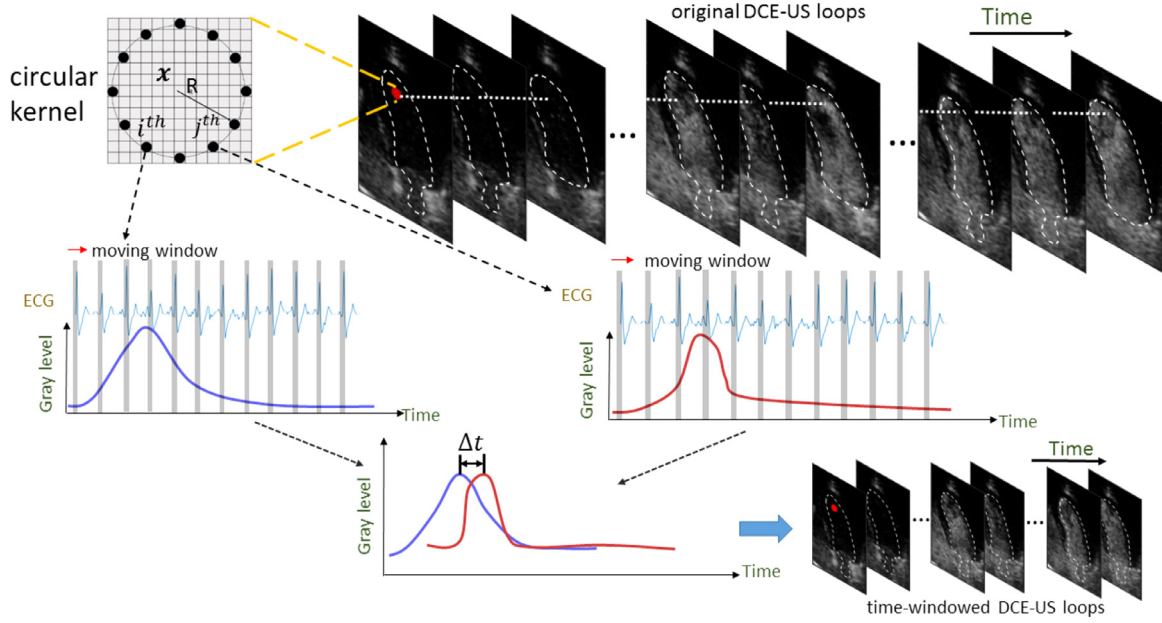 original DCE-US loops
Time
circular
kernel
x
R
i^th
j^th
...
...
moving window
moving window
ECG
ECG
Gray level
Gray level
Time
Time
Δt
Gray level
Time
Time
...
...
time-windowed DCE-US loops